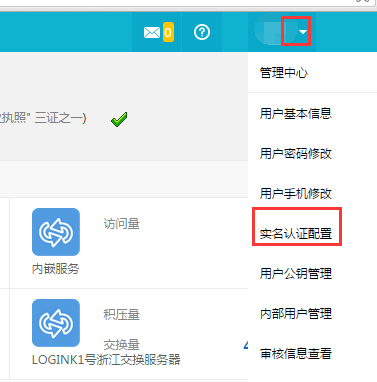 0
管理中心
执照" 三证之一)
用户基本信息
用户密码修改
用户手机修改
访问量
实名认证配置
内嵌服务
用户公钥管理
积压量
内部用户管理
交换量
LOGINK1号浙江交换服务器
审核信息查看